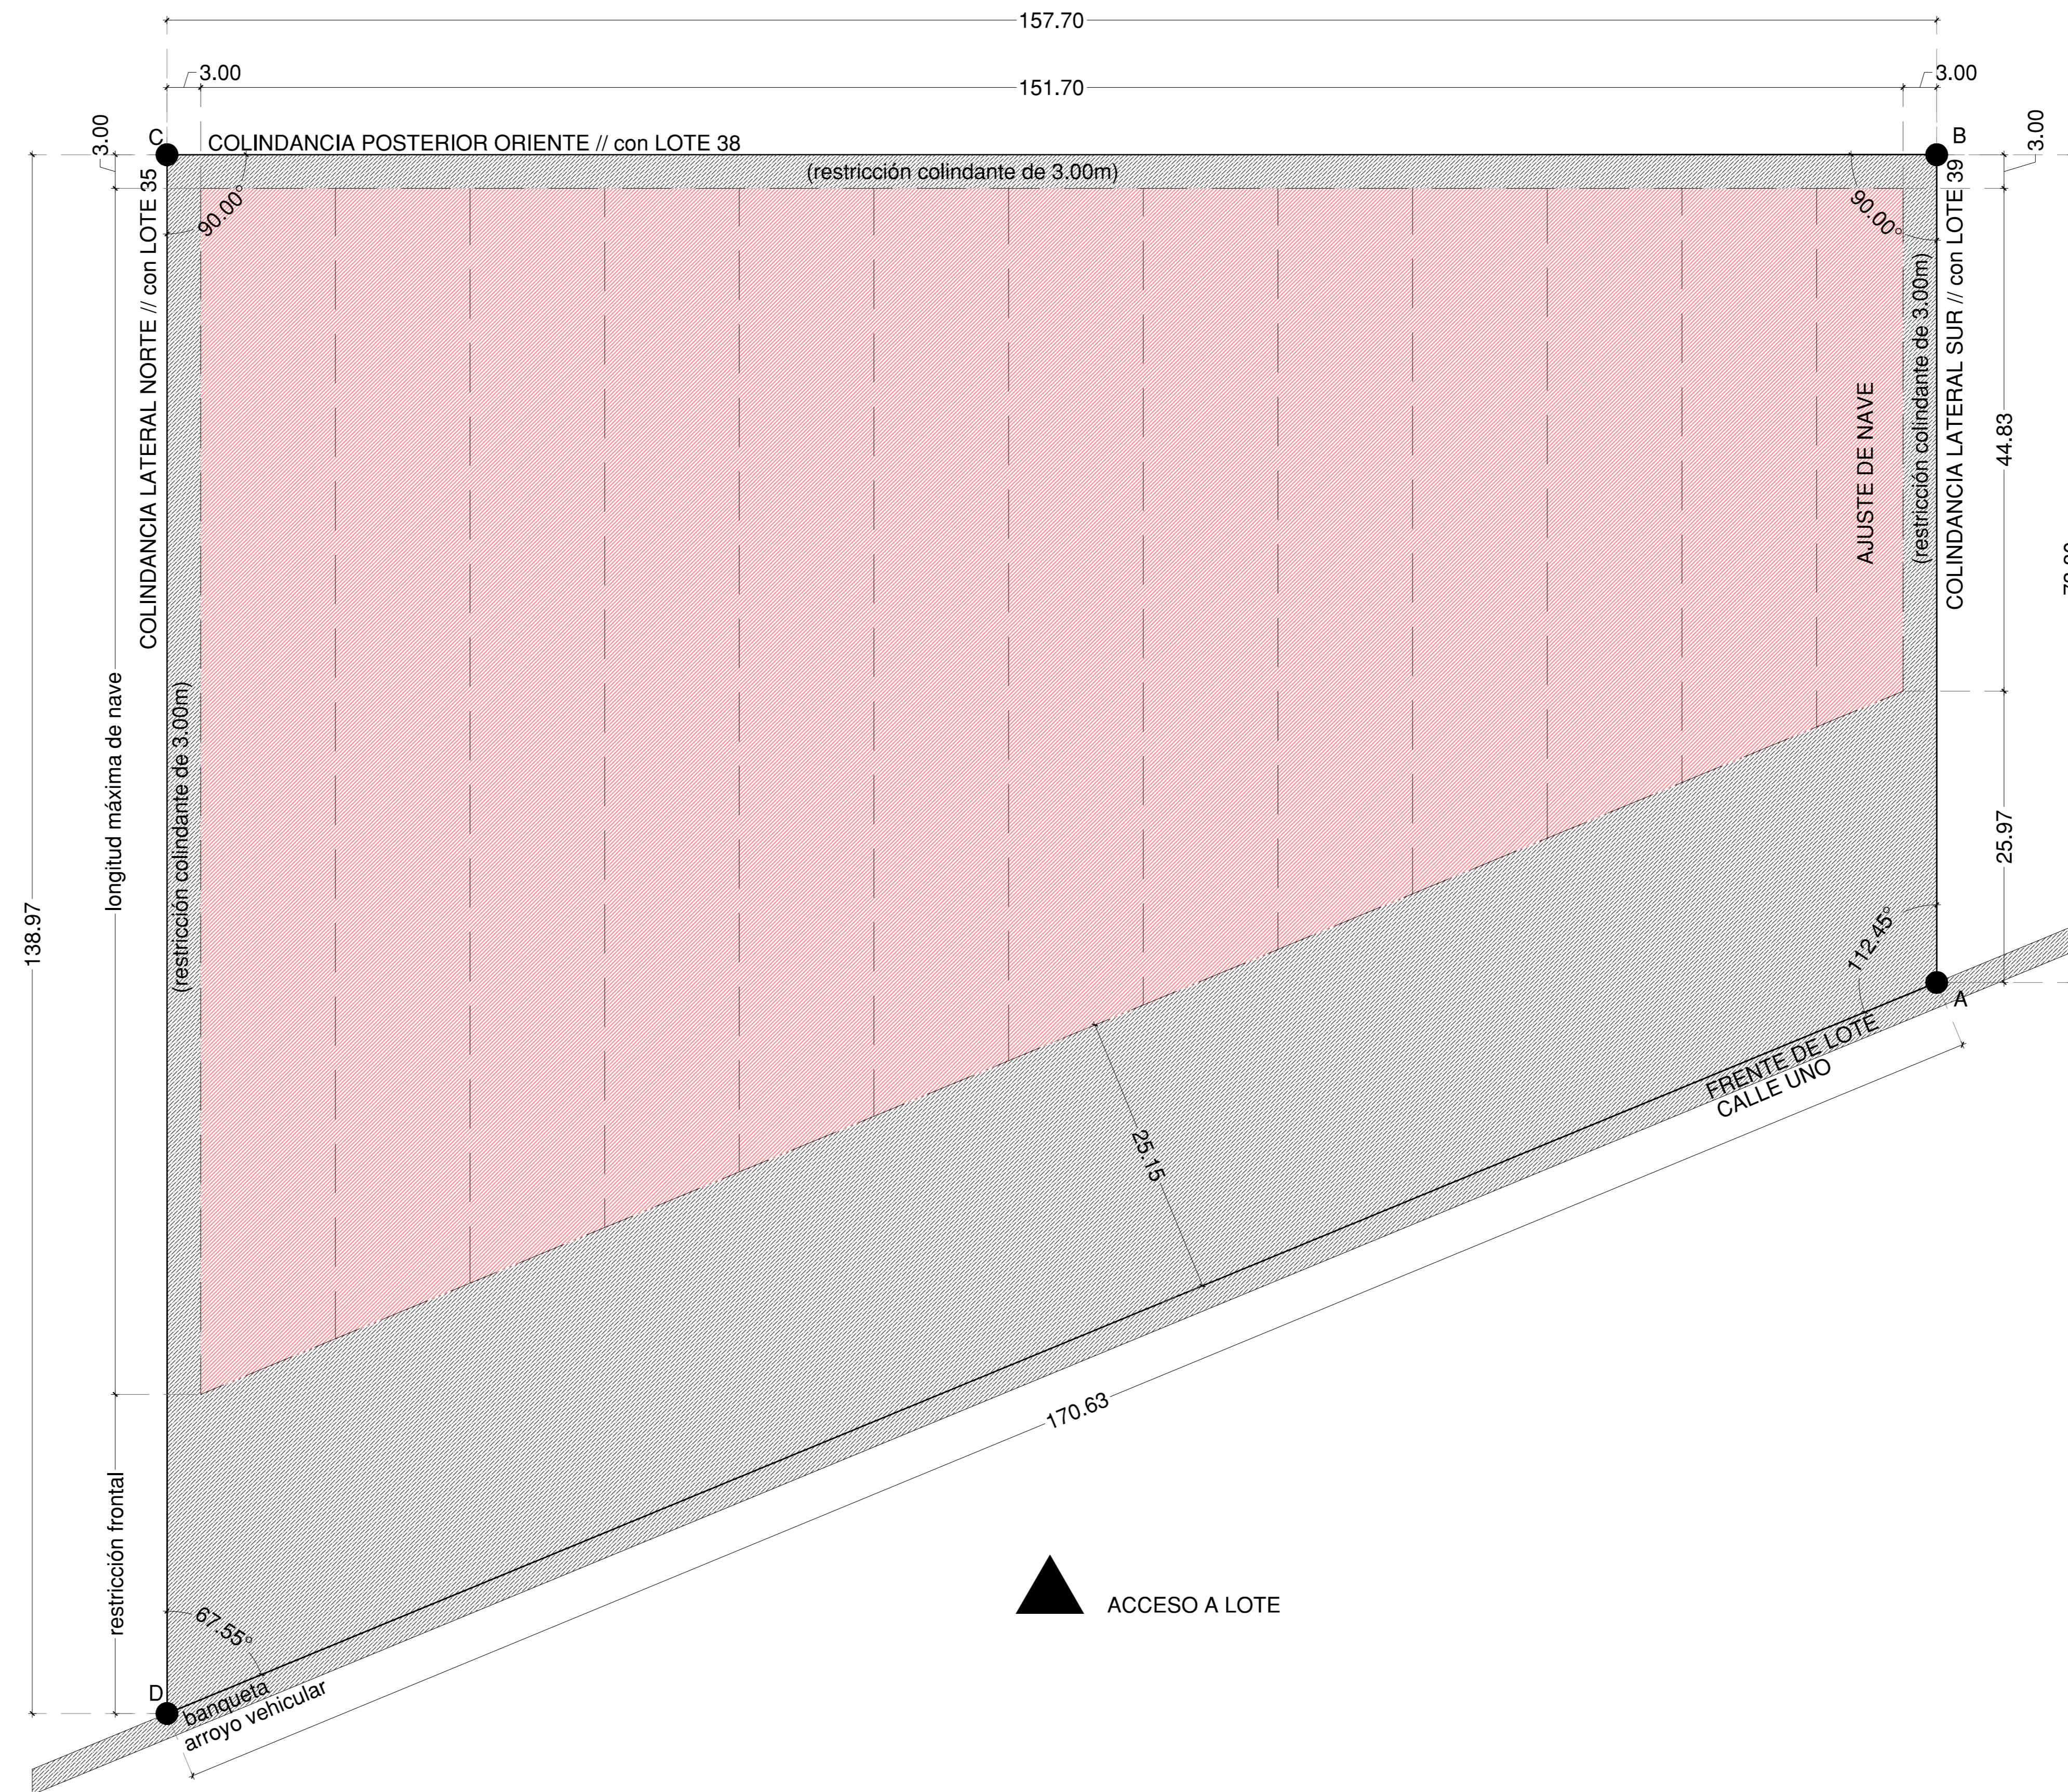 157.70
3.00
151.70
3.00
3.00
3.00
C
COLINDANCIA POSTERIOR ORIENTE // con LOTE 38
B
(restricción colindante de 3.00m)
90.00°
90.00°
COLINDANCIA LATERAL NORTE // con LOTE 35
(restricción colindante de 3.00m)
longitud máxima de nave
138.97
restricción frontal
AJUSTE DE NAVE
(restricción colindante de 3.00m)
COLINDANCIA LATERAL SUR // con LOTE 39
44.83
25.97
112.45°
A
FRENTE DE LOTE
CALLE UNO
25.15
170.63
67.55°
D
banqueta
arroyo vehicular
ACCESO A LOTE